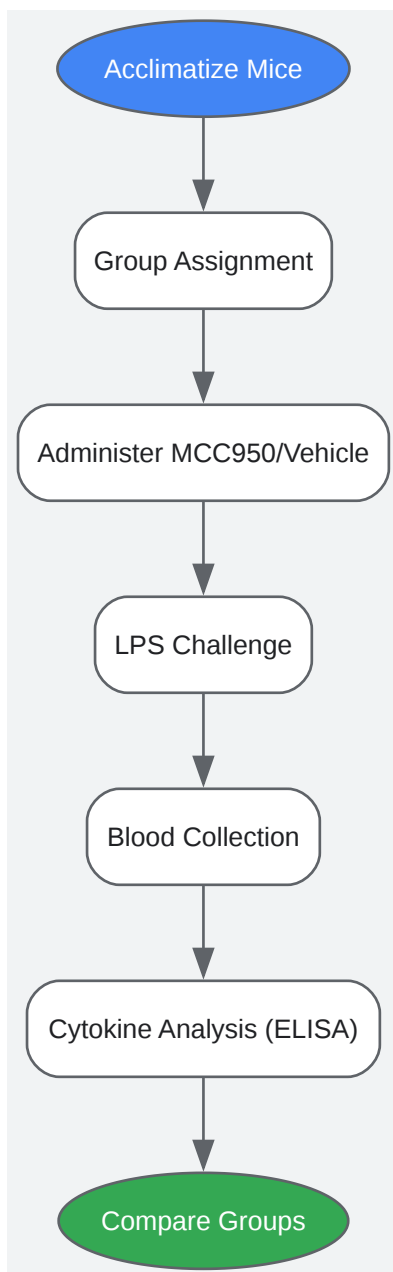 Acclimatize Mice
Group Assignment
Administer MCC950/Vehicle
LPS Challenge
Blood Collection
Cytokine Analysis (ELISA)
Compare Groups